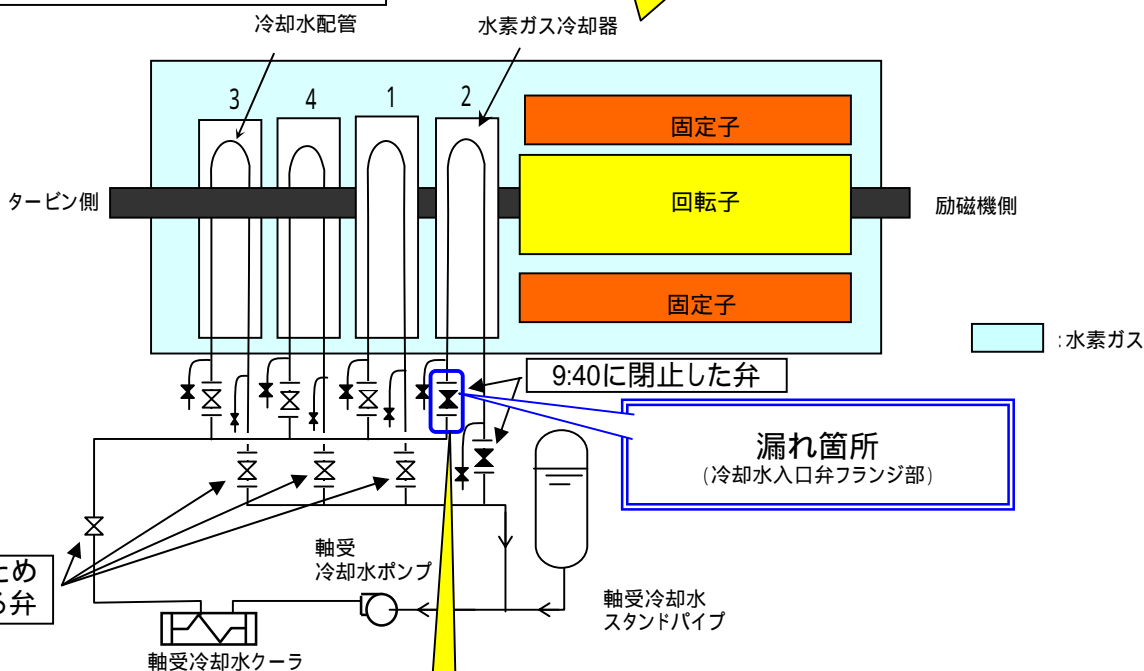 冷却水配管
水素ガス冷却器
3
4
1
2
固定子
タービン側
回転子
励磁機側
固定子
:水素ガス
9:40に閉止した弁
漏れ箇所
(冷却水入口弁フランジ部)
軸受
冷却水ポンプ
ため
る弁
軸受冷却水
スタンドパイプ
軸受冷却水クーラ